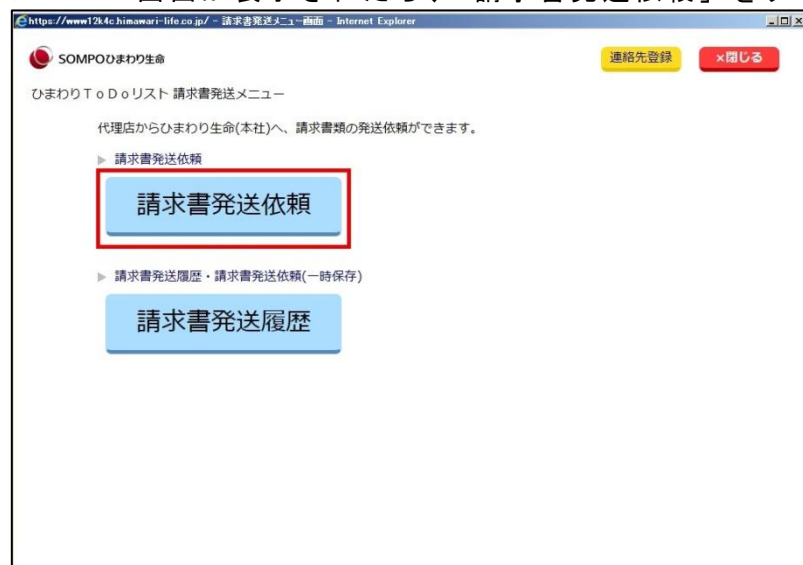 https://www12k4c.himawari-life.co.jp/ - 請求書発送メニュー画面 - Internet Explorer
SOMPOひまわり生命
連絡先登録
×閉じる
ひまわりToDoリスト 請求書発送メニュー
代理店からひまわり生命(本社)へ、請求書類の発送依頼ができます。
請求書発送依頼
請求書発送依頼
請求書発送履歴・請求書発送依頼(一時保存)
請求書発送履歴